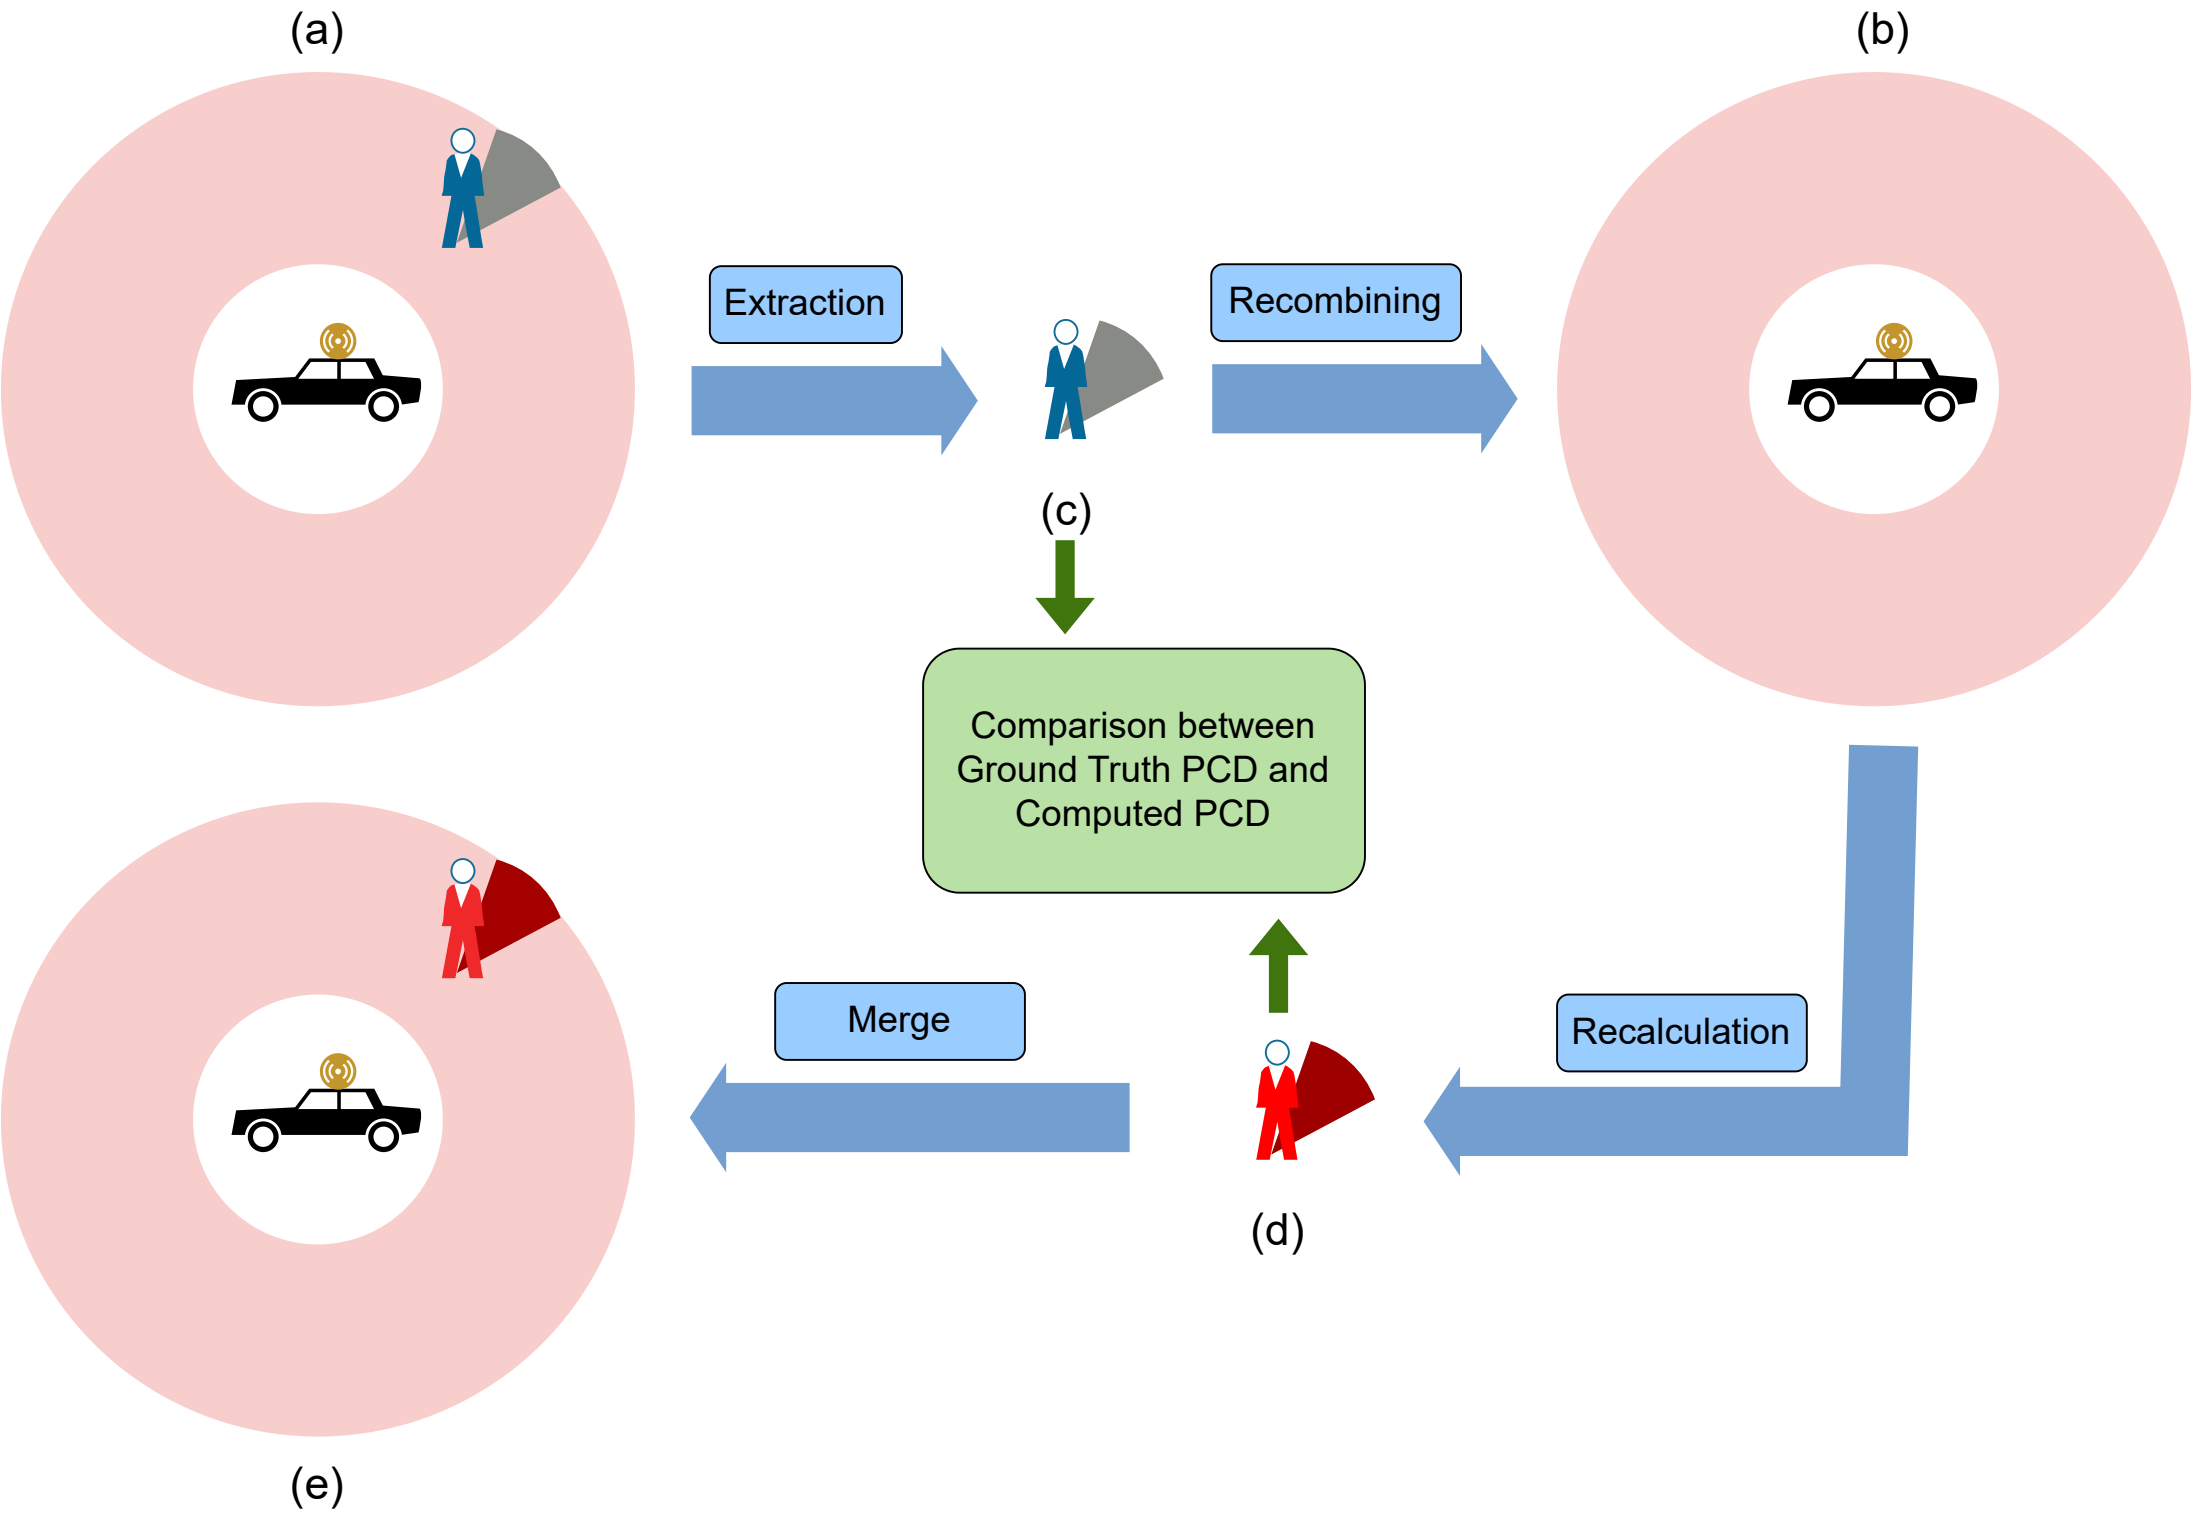 (a)
(b)
Extraction
Recombining
(c)
Comparison between
Ground Truth PCD and
Computed PCD
Merge
Recalculation
(d)
(e)